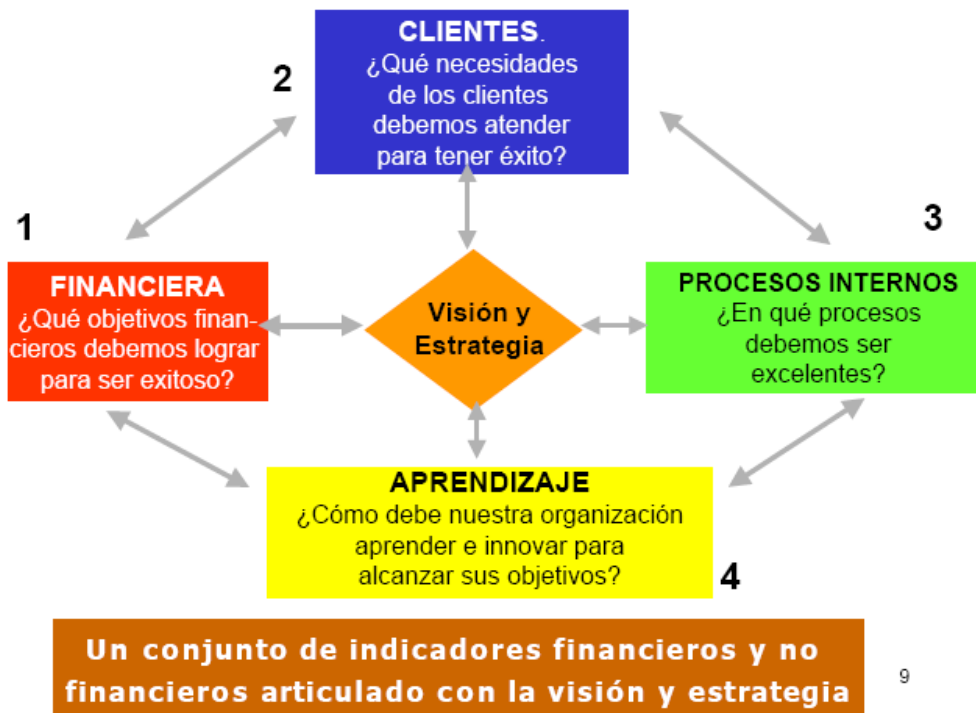 CLIENTES.
¿Qué necesidades
de los clientes
debemos atender
para tener éxito?
2
1
FINANCIERA
¿Qué objetivos finan-
cieros debemos lograr
para ser exitoso?
Visión y
Estrategia
3
PROCESOS INTERNOS
¿En qué procesos
debemos ser
excelentes?
APRENDIZAJE
¿Cómo debe nuestra organización
aprender e innovar para
alcanzar sus objetivos?
4
Un conjunto de indicadores financieros y no
financieros articulado con la visión y estrategia
9